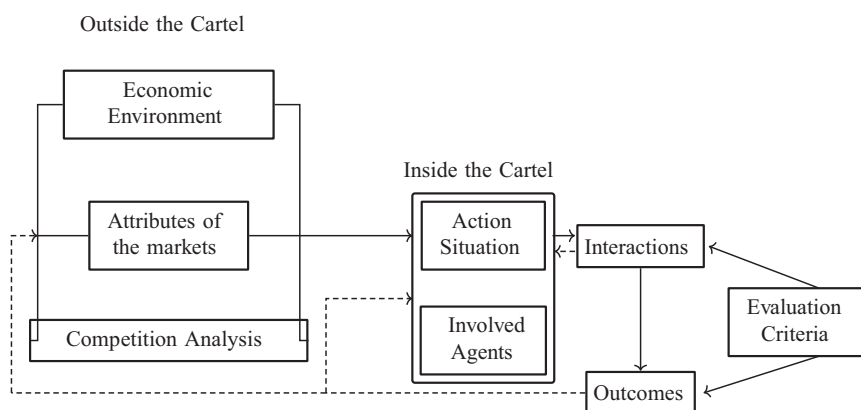 Outside the Cartel
Economic
Environment
Attributes of
the markets
Competition Analysis
Inside the Cartel
Action
Situation
Involved
Agents
Interactions
Outcomes
Evaluation
Criteria